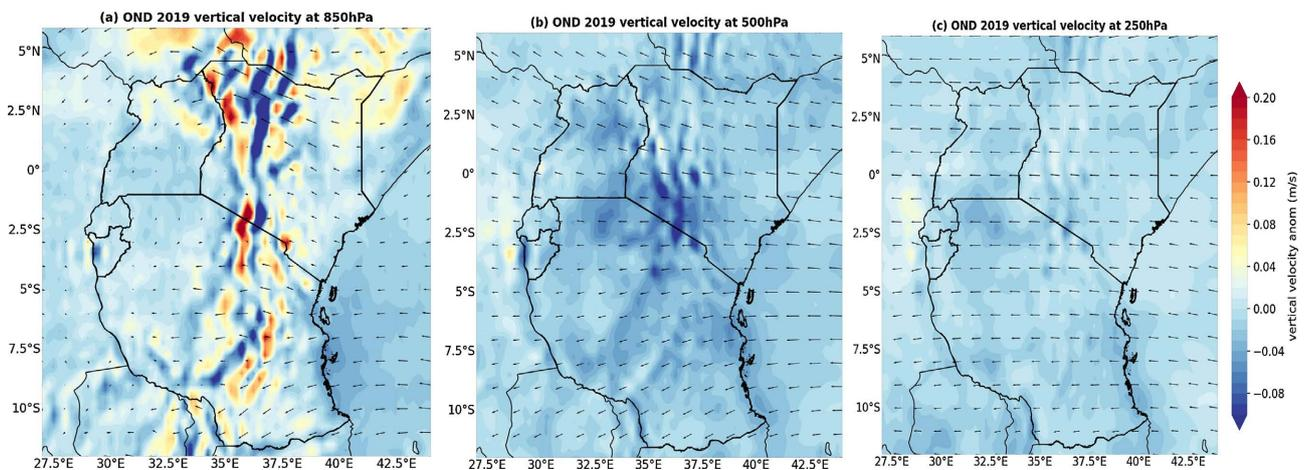 (a) OND 2019 vertical velocity at 850hPa
5°N
2.5°N
0°
2.5°S
5°S
7.5°S
10°S
27.5°E 30°E 32.5°E 35°E 37.5°E 40°E 42.5°E
(b) OND 2019 vertical velocity at 500hPa
5°N
2.5°N
0°
2.5°S
5°S
7.5°S
10°S
27.5°E 30°E 32.5°E 35°E 37.5°E 40°E 42.5°E
(c) OND 2019 vertical velocity at 250hPa
5°N
2.5°N
0°
2.5°S
5°S
7.5°S
10°S
27.5°E 30°E 32.5°E 35°E 37.5°E 40°E 42.5°E
0.20
0.16
0.12
0.08
0.04
0.00
−0.04
−0.08
vertical velocity anom (m/s)